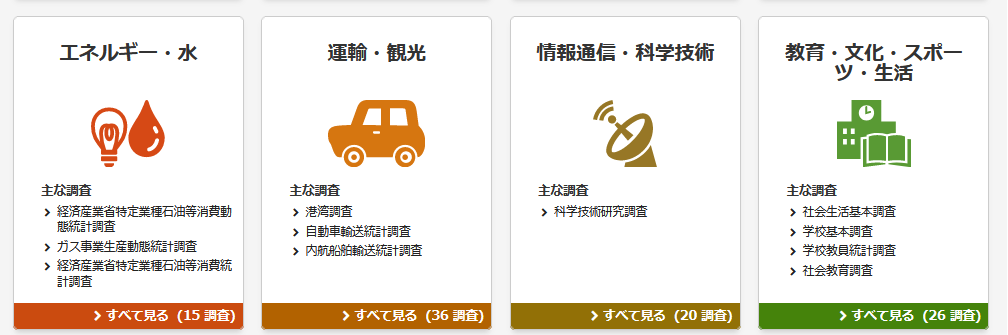 エネルギー・水
主な調査
経済産業省特定業種石油等消費動
態統計調査
ガス事業生産動態統計調査
経済産業省特定業種石油等消費統
計調査
すべて見る (15 調査)
運輸・観光
主な調査
港湾調査
自動車輸送統計調査
内航船舶輸送統計調査
すべて見る (36 調査)
情報通信・科学技術
主な調査
科学技術研究調査
すべて見る (20 調査)
教育・文化・スポー
ツ・生活
主な調査
社会生活基本調査
学校基本調査
学校教員統計調査
社会教育調査
すべて見る (26 調査)